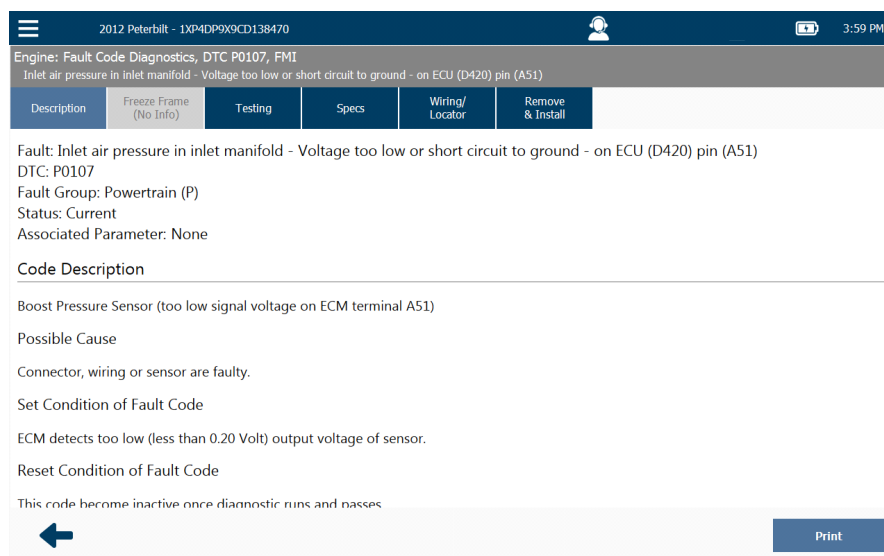 2012 Peterbilt - 1XP4DP9X9CD138470
3:59 PM
Engine: Fault Code Diagnostics, DTC P0107, FMI
Inlet air pressure in inlet manifold - Voltage too low or short circuit to ground - on ECU (D420) pin (A51)
Description
Freeze Frame
(No Info)
Testing
Specs
Wiring/
Locator
Remove
& Install
Fault: Inlet air pressure in inlet manifold - Voltage too low or short circuit to ground - on ECU (D420) pin (A51)
DTC: P0107
Fault Group: Powertrain (P)
Status: Current
Associated Parameter: None
Code Description
Boost Pressure Sensor (too low signal voltage on ECM terminal A51)
Possible Cause
Connector, wiring or sensor are faulty.
Set Condition of Fault Code
ECM detects too low (less than 0.20 Volt) output voltage of sensor.
Reset Condition of Fault Code
This code become inactive once diagnostic runs and passes
Print